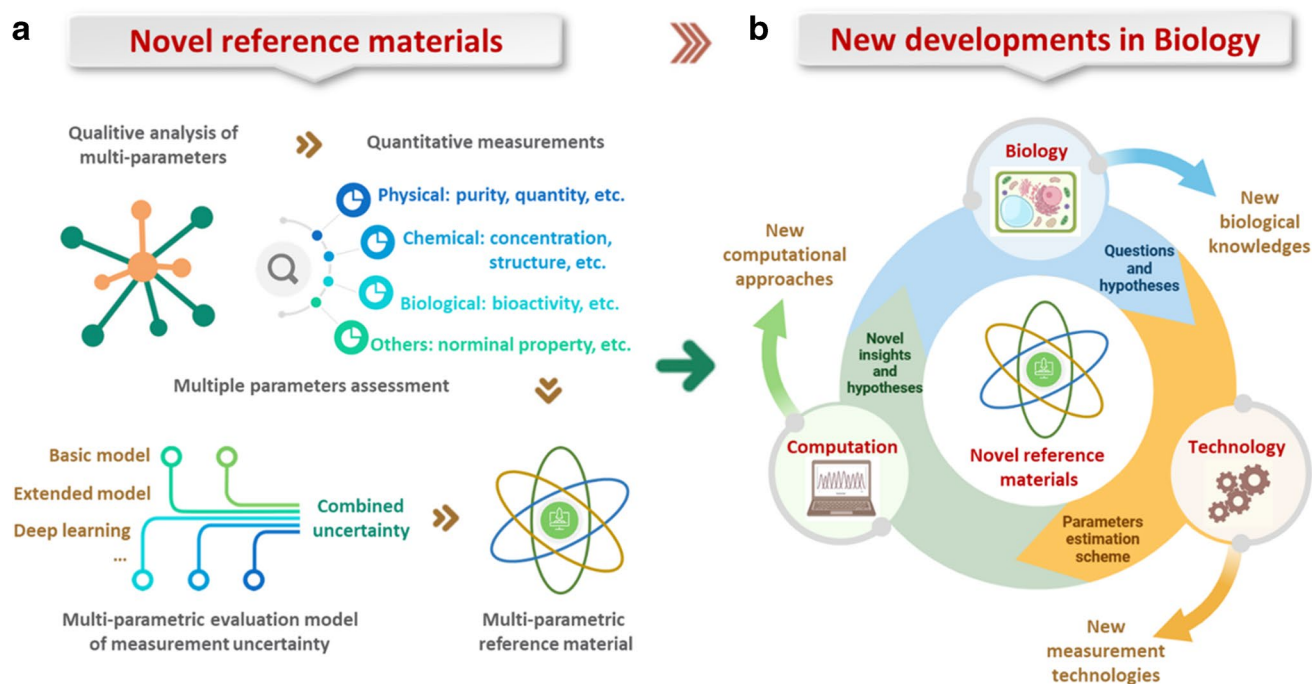 a
Novel reference materials
Qualitive analysis of
multi-parameters
Quantitative measurements
Physical: purity, quantity, etc.
Chemical: concentration,
structure, etc.
Biological: bioactivity, etc.
Others: norminal property, etc.
Multiple parameters assessment
Basic model
Extended model
Deep learning
...
Combined
uncertainty
Multi-parametric evaluation model
of measurement uncertainty
Multi-parametric
reference material
b
New developments in Biology
Biology
New
biological
knowledges
New
computational
approaches
Questions
and
hypotheses
Novel
insights
and
hypotheses
Computation
Novel reference
materials
Technology
Parameters
estimation
scheme
New
measurement
technologies